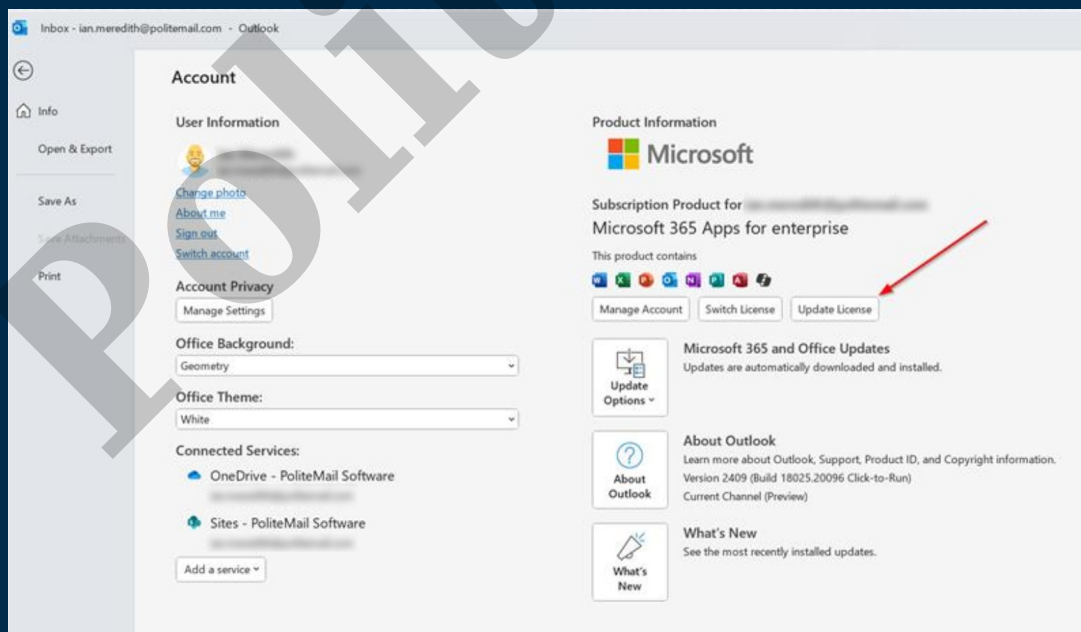 Inbox - ian.meredith@politemail.com - Outlook
Info
Open & Export
Save As
Save Attachments
Print
Account
User Information
Change photo
About me
Sign out
Switch account
Account Privacy
Manage Settings
Office Background:
Geometry
Office Theme:
White
Connected Services:
OneDrive - PoliteMail Software
Sites - PoliteMail Software
Add a service
Product Information
Microsoft
Subscription Product for
Microsoft 365 Apps for enterprise
This product contains
Manage Account Switch License Update License
Update Options
Microsoft 365 and Office Updates
Updates are automatically downloaded and installed.
About Outlook
About Outlook
Learn more about Outlook, Support, Product ID, and Copyright information.
Version 2409 (Build 18025.20096 Click-to-Run)
Current Channel (Preview)
What's New
What's New
See the most recently installed updates.
Polit